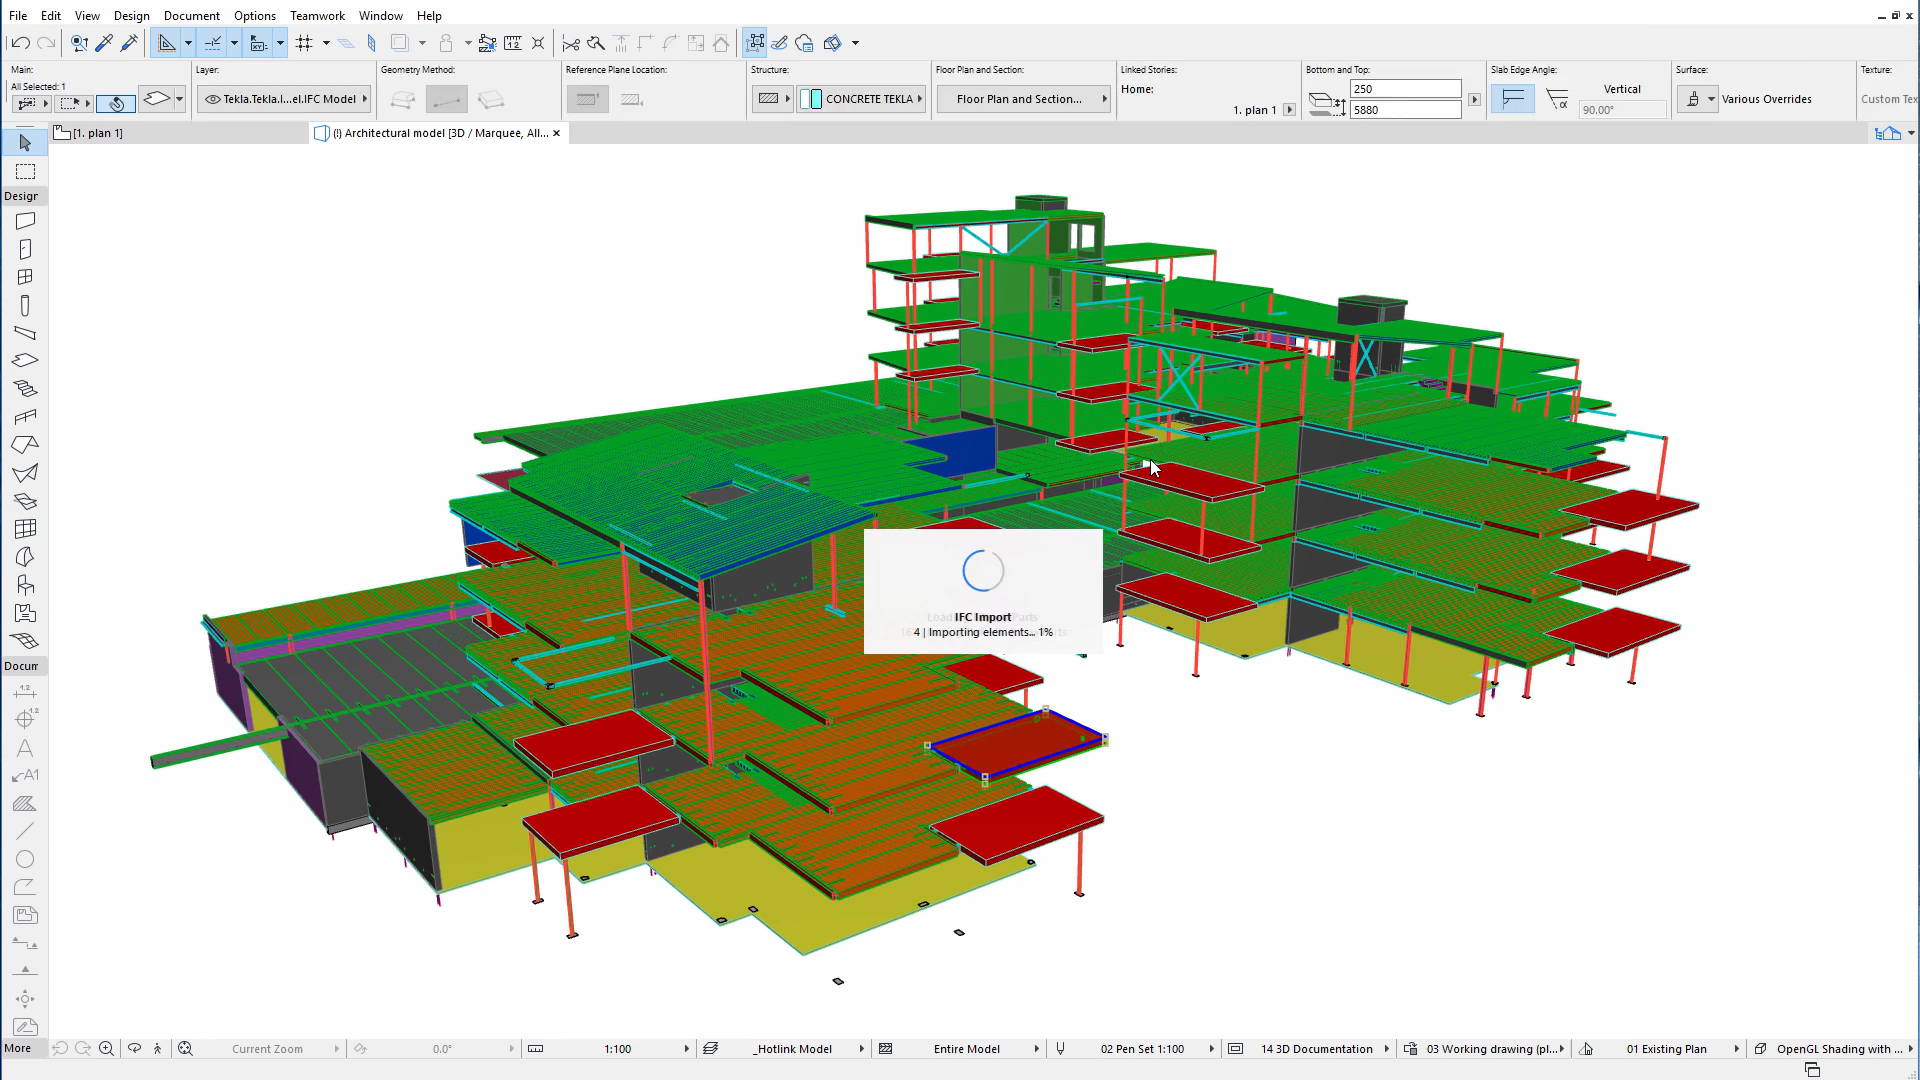 File Edit View Design Document Options Teamwork Window Help
Main: Layer: Geometry Method: Reference Plane Location: Structure: Floor Plan and Section: Linked Stories: Bottom and Top: Slab Edge Angle: Surface: Texture:
All Selected: 1
Tekla.Tekla.I...el.IFC Model
CONCRETE TEKLA
Floor Plan and Section...
Home:
1. plan 1
250
5880
Vertical
90.00°
Various Overrides
Custom Tex
[1. plan 1]
(!) Architectural model [3D / Marquee, All...
Design
Docum
More
IFC Import
4 | Importing elements... 1%
Current Zoom
0.0°
1:100
_Hotlink Model
Entire Model
02 Pen Set 1:100
14 3D Documentation
03 Working drawing (pl...
01 Existing Plan
OpenGL Shading with ...